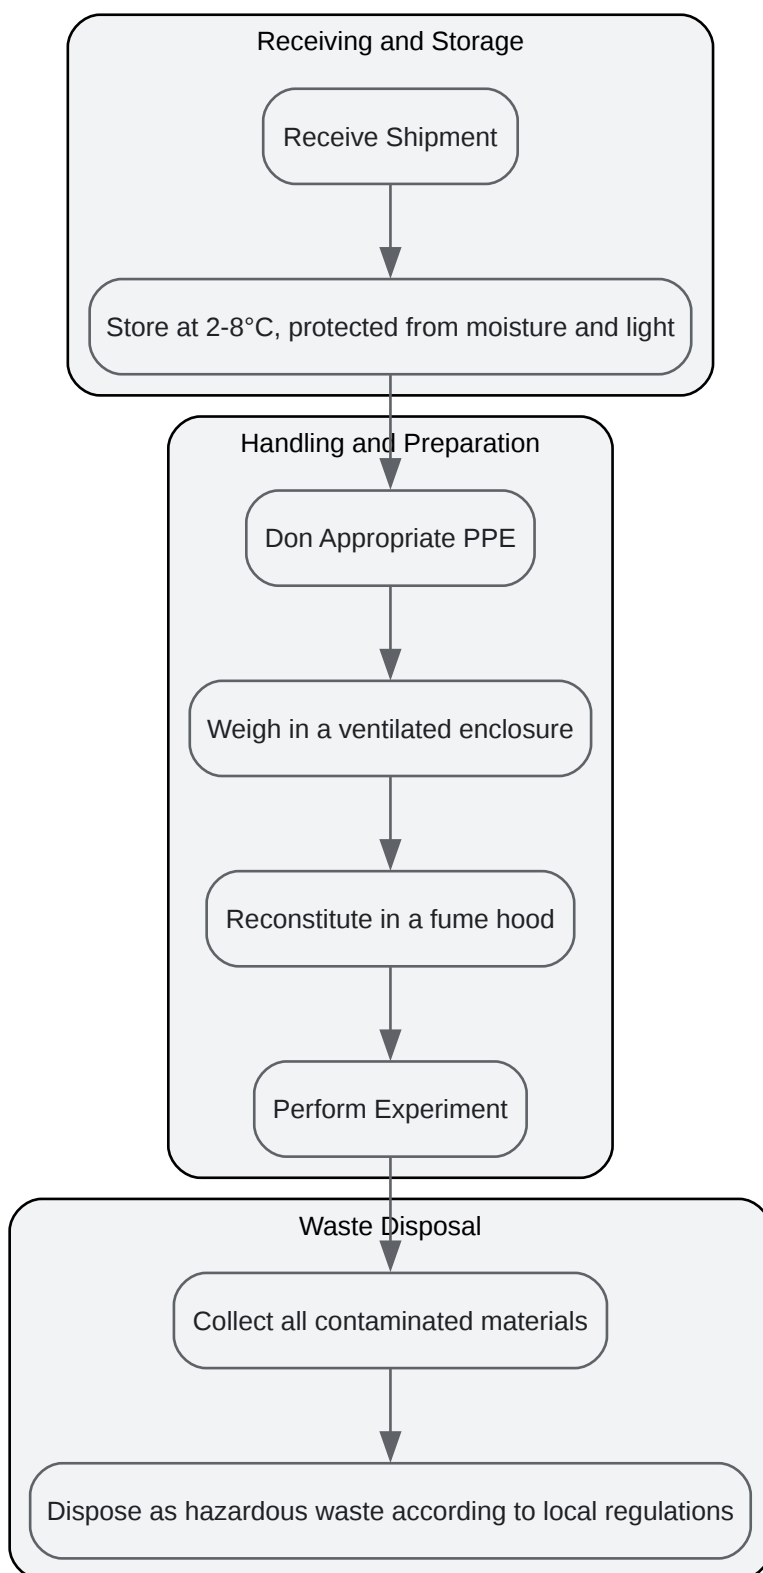 Receiving and Storage
Receive Shipment
Store at 2-8°C, protected from moisture and light
Handling and Preparation
Don Appropriate PPE
Weigh in a ventilated enclosure
Reconstitute in a fume hood
Perform Experiment
Waste Disposal
Collect all contaminated materials
Dispose as hazardous waste according to local regulations